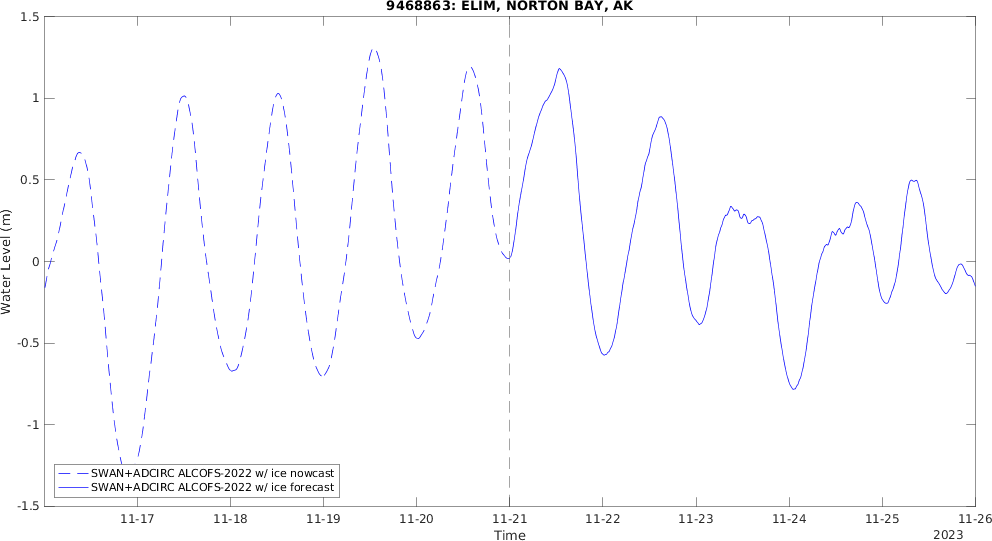 9468863: ELIM, NORTON BAY, AK
1.5
1
0.5
0
-0.5
-1
-1.5
Water Level (m)
SWAN+ADCIRC ALCOFS-2022 w/ ice nowcast
SWAN+ADCIRC ALCOFS-2022 w/ ice forecast
11-17 11-18 11-19 11-20 11-21 11-22 11-23 11-24 11-25 11-26
Time
2023